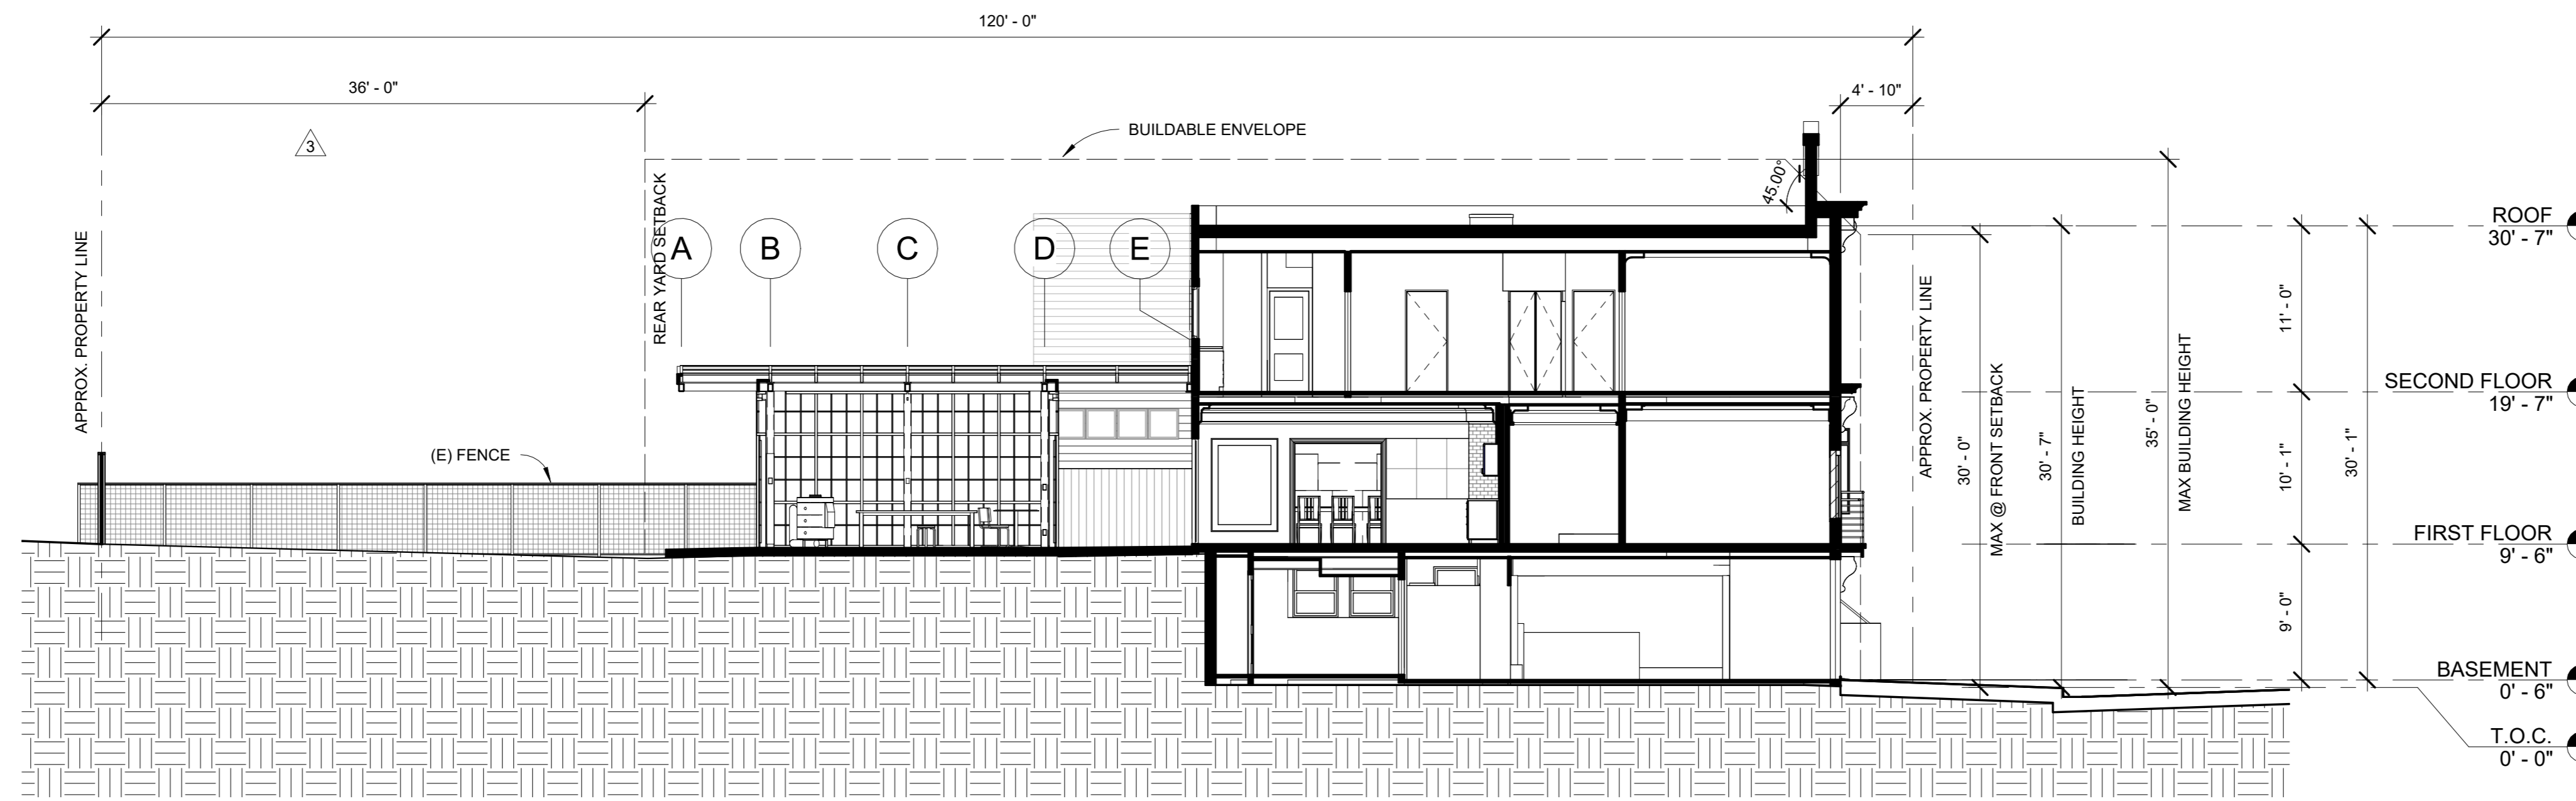 120' - 0"
36' - 0"
4' - 10"
3
BUILDABLE ENVELOPE
45.00°
REAR YARD SETBACK
A
B
C
D
E
APPROX. PRPERTY LINE
(E) FENCE
APPROX. PROPERTY LINE
30' - 0"
MAX @ FRONT SETBACK
30' - 7"
BUILDING HEIGHT
35' - 0"
MAX BUILDING HEIGHT
11' - 0"
10' - 1"
9' - 0"
30' - 1"
ROOF
30' - 7"
SECOND FLOOR
19' - 7"
FIRST FLOOR
9' - 6"
BASEMENT
0' - 6"
T.O.C.
0' - 0"